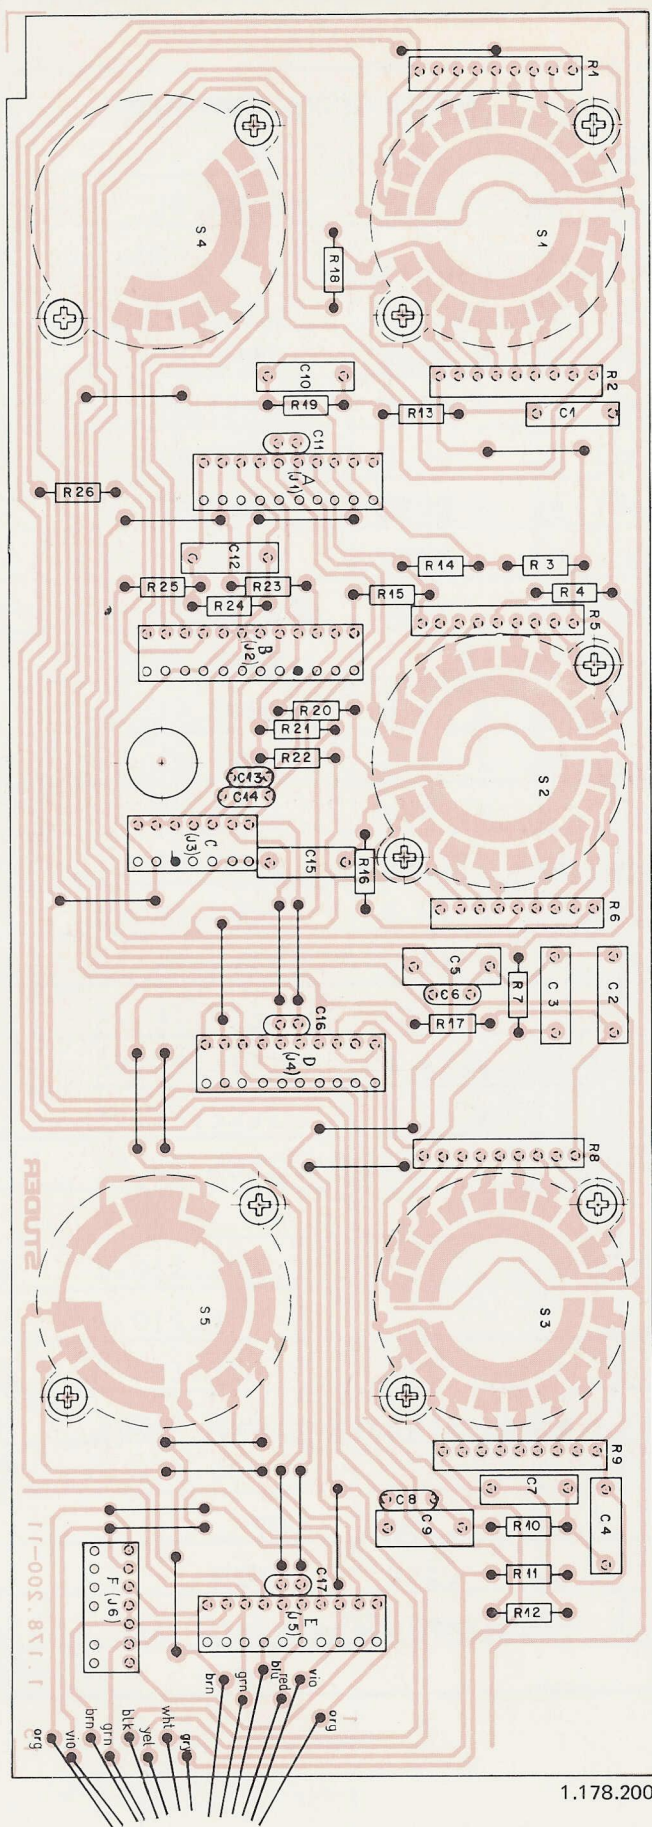 R1
S4
S1
R18
C10
R2
R19
R13
C1
C11
A
(J1)
R26
C12
R14
R 3
R25
R23
R15
R 4
R24
R5
B
(J2)
R20
R21
R22
S2
C13
C14
C
(J3)
C15
R16
R6
C5
C6
R7
C 3
C 2
C16
R17
D
(J4)
R8
STUDER
S5
S3
R9
C7
C8
C4
C9
R10
C17
R11
F (J6)
E
(J5)
R12
1.178.200-11
brn
grn
blu
red
vio
org
org
vio
brn
grn
blk
yel
wht
gry
1
1.178.200